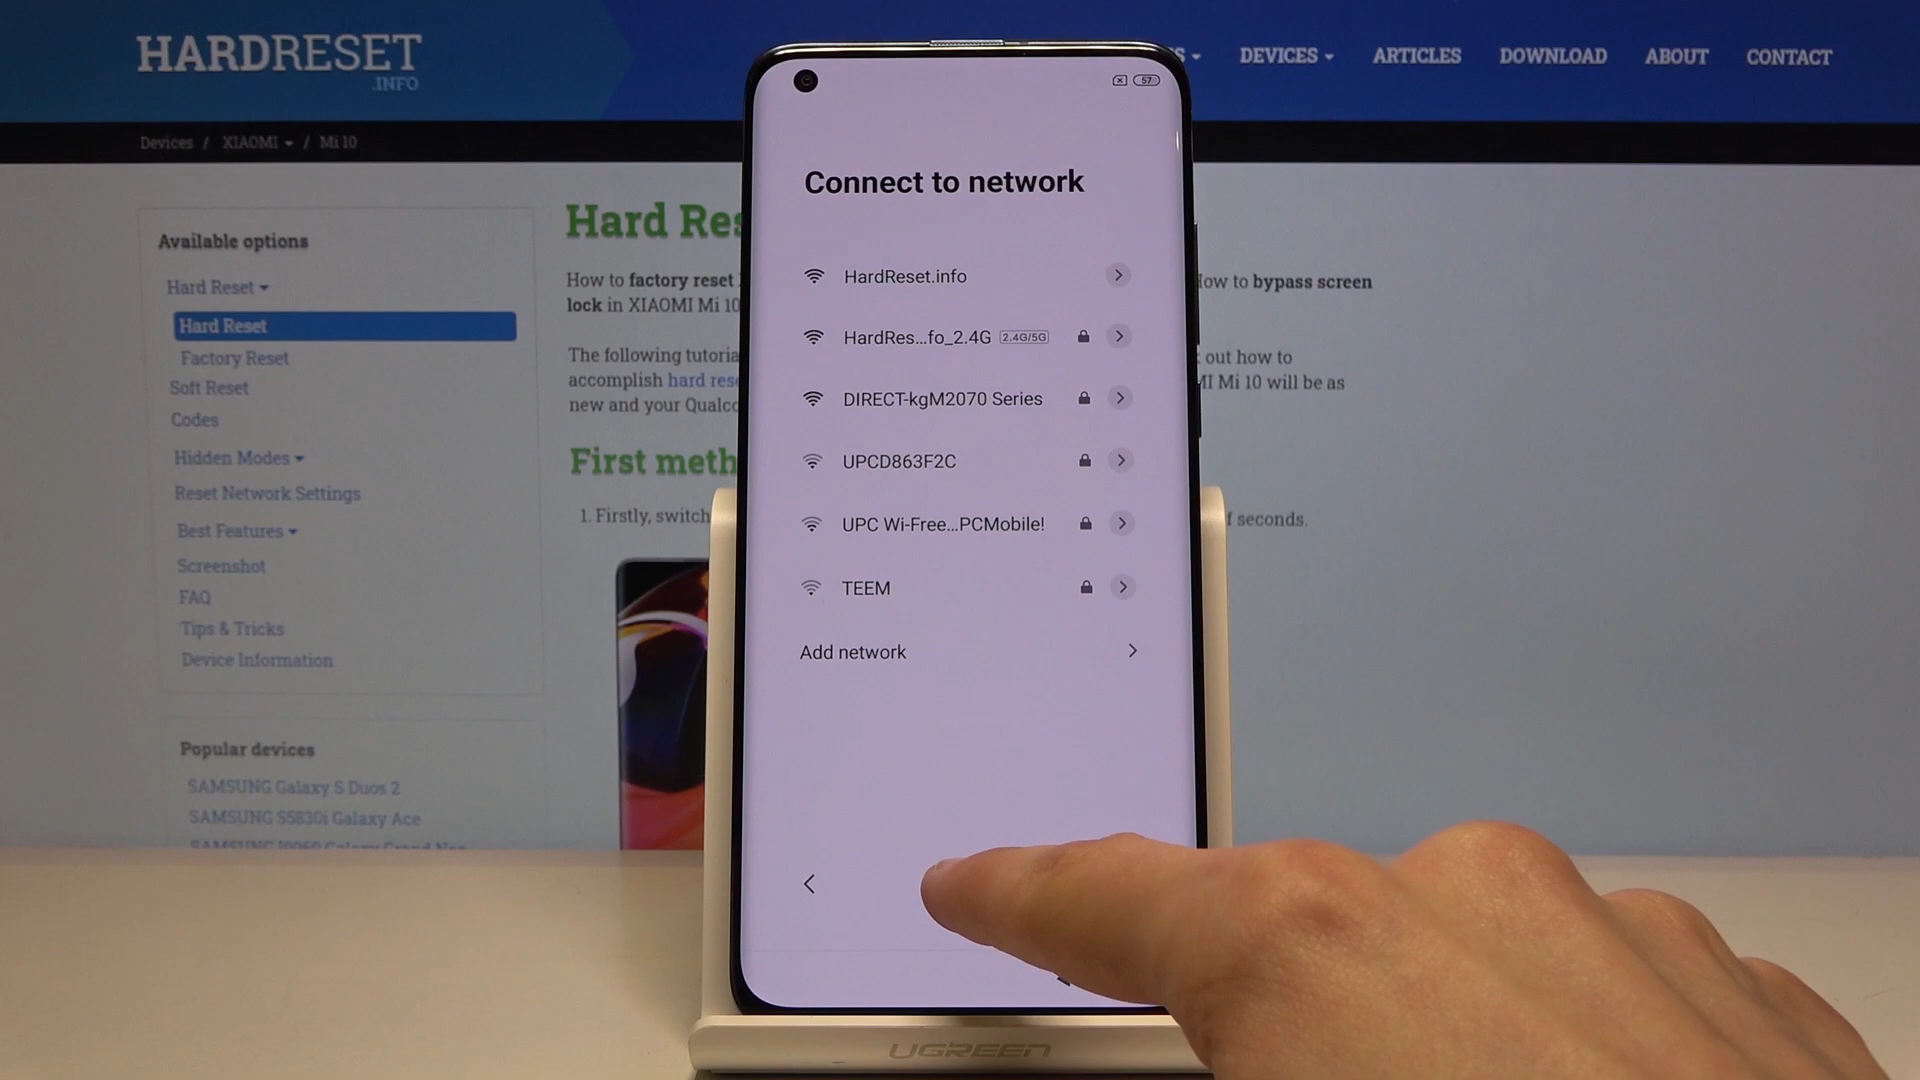 HARDRESET
.INFO
DEVICES
ARTICLES
DOWNLOAD
ABOUT
CONTACT
Devices / XIAOMI / Mi 10
Available options
Hard Reset
Hard Reset
Factory Reset
Soft Reset
Codes
Hidden Modes
Reset Network Settings
Best Features
Screenshot
FAQ
Tips & Tricks
Device Information
Popular devices
SAMSUNG Galaxy S Duos 2
SAMSUNG S5830i Galaxy Ace
Hard Res
How to factory reset
How to bypass screen
lock in XIAOMI Mi 10
The following tutoria
out how to
accomplish hard rese
MI Mi 10 will be as
new and your Qualco
First meth
1. Firstly, switch
f seconds.
57
Connect to network
HardReset.info
HardRes...fo_2.4G 2.4G/5G
DIRECT-kgM2070 Series
UPCD863F2C
UPC Wi-Free...PCMobile!
TEEM
Add network
UGREEN